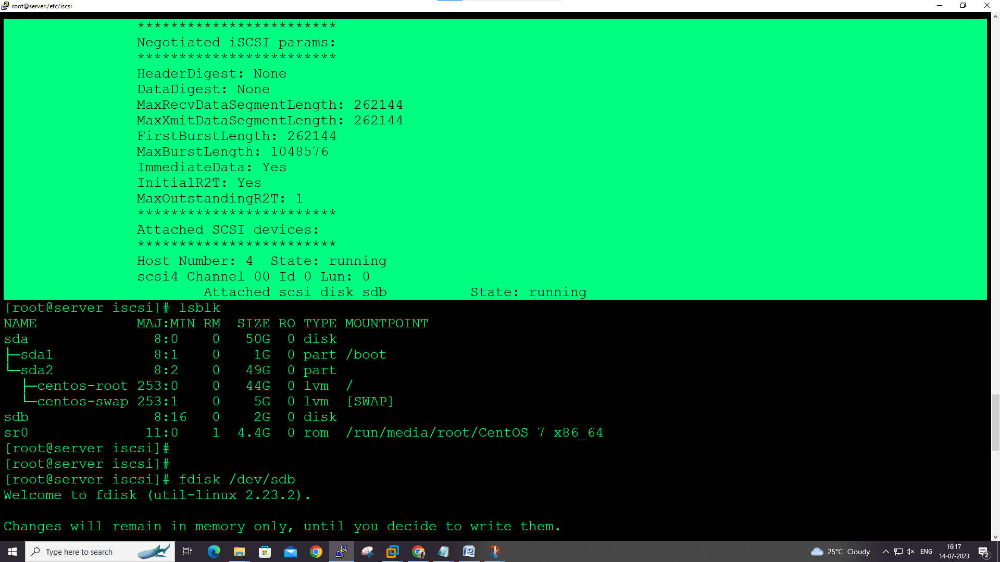 root@server:/etc/iscsi
************************
Negotiated iSCSI params:
************************
HeaderDigest: None
DataDigest: None
MaxRecvDataSegmentLength: 262144
MaxXmitDataSegmentLength: 262144
FirstBurstLength: 262144
MaxBurstLength: 1048576
ImmediateData: Yes
InitialR2T: Yes
MaxOutstandingR2T: 1
************************
Attached SCSI devices:
************************
Host Number: 4  State: running
scsi4 Channel 00 Id 0 Lun: 0
Attached scsi disk sdb          State: running
[root@server iscsi]# lsblk
NAME            MAJ:MIN RM  SIZE RO TYPE MOUNTPOINT
sda               8:0    0   50G  0 disk
├─sda1            8:1    0    1G  0 part /boot
└─sda2            8:2    0   49G  0 part
  ├─centos-root 253:0    0   44G  0 lvm  /
  └─centos-swap 253:1    0    5G  0 lvm  [SWAP]
sdb               8:16   0    2G  0 disk
sr0              11:0    1  4.4G  0 rom  /run/media/root/CentOS 7 x86_64
[root@server iscsi]#
[root@server iscsi]#
[root@server iscsi]# fdisk /dev/sdb
Welcome to fdisk (util-linux 2.23.2).
Changes will remain in memory only, until you decide to write them.
Type here to search
25°C Cloudy
ENG
16:17
14-07-2023
2